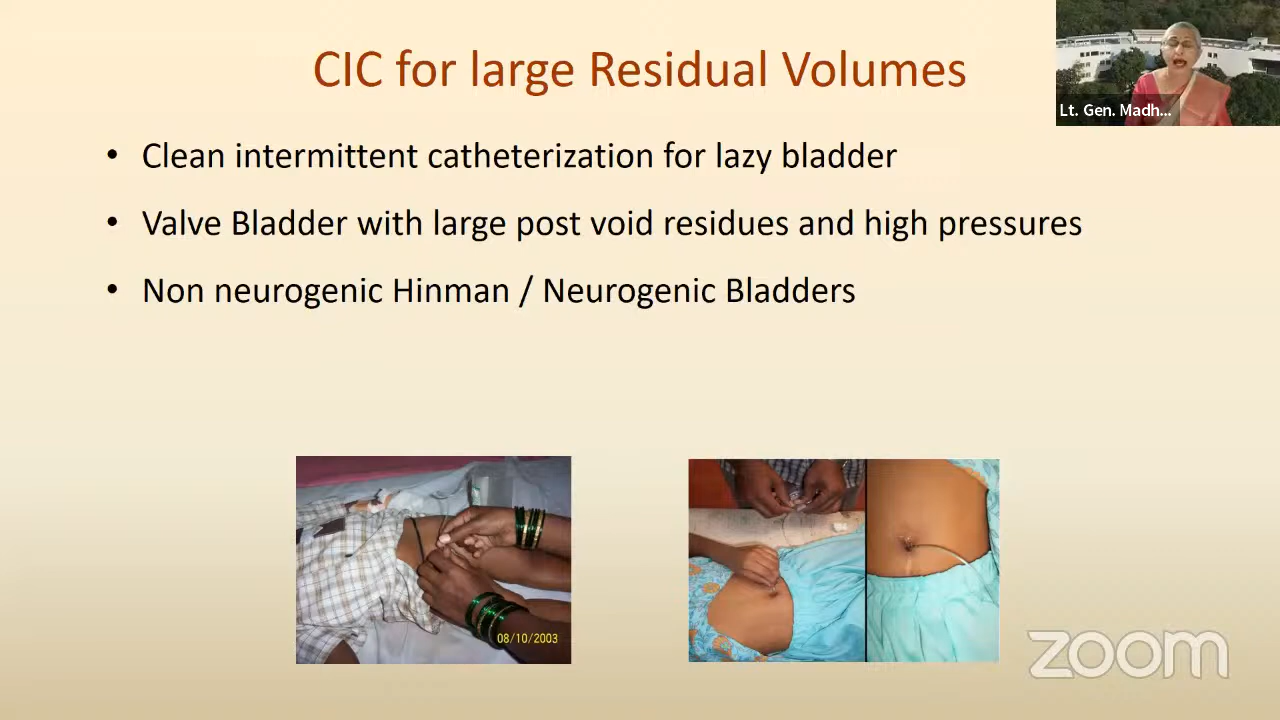 CIC for large Residual Volumes
Lt. Gen. Madh...
• Clean intermittent catheterization for lazy bladder
• Valve Bladder with large post void residues and high pressures
• Non neurogenic Hinman / Neurogenic Bladders
08/10/2003
zoom